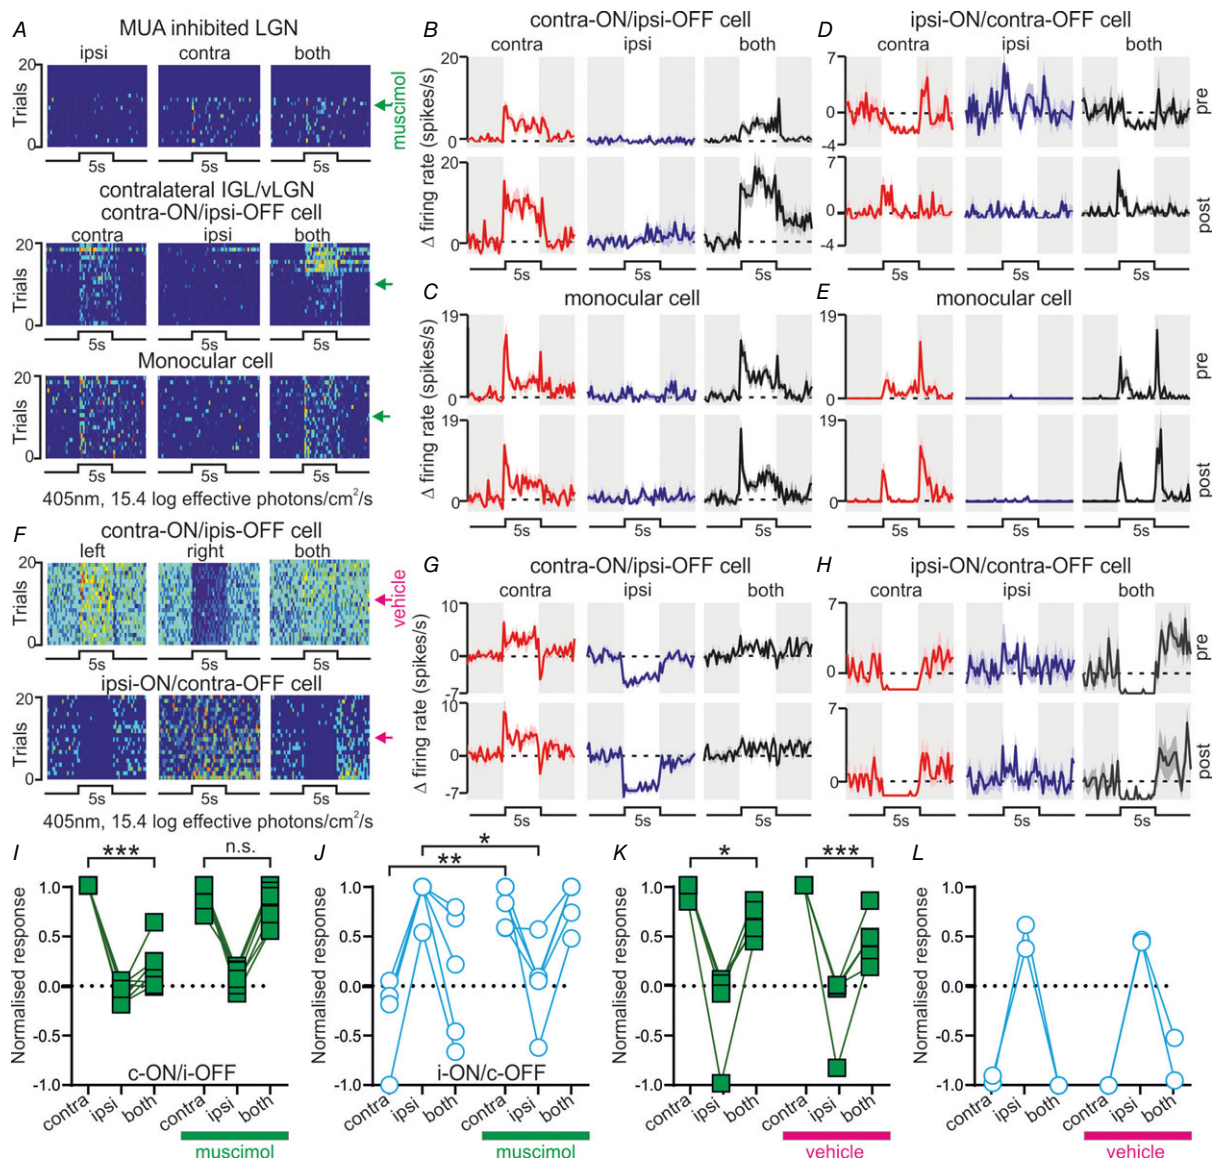 A
MUA inhibited LGN
ipsi contra both
20
Trials
0
5s 5s 5s
muscimol
contralateral IGL/vLGN
contra-ON/ipsi-OFF cell
contra ipsi both
20
Trials
0
5s 5s 5s
Monocular cell
20
Trials
0
5s 5s 5s
405nm, 15.4 log effective photons/cm²/s
B
contra-ON/ipsi-OFF cell
contra ipsi both
20
0
20
0
Δ firing rate (spikes/s)
5s 5s 5s
C
monocular cell
19
0
19
0
Δ firing rate (spikes/s)
5s 5s 5s
D
ipsi-ON/contra-OFF cell
contra ipsi both
7
0
-4
pre
7
0
-4
post
5s 5s 5s
E
monocular cell
19
0
pre
19
0
post
5s 5s 5s
F
contra-ON/ipis-OFF cell
left right both
20
Trials
0
5s 5s 5s
vehicle
ipsi-ON/contra-OFF cell
20
Trials
0
5s 5s 5s
405nm, 15.4 log effective photons/cm²/s
G
contra-ON/ipsi-OFF cell
contra ipsi both
10
0
-7
10
0
-7
Δ firing rate (spikes/s)
5s 5s 5s
H
ipsi-ON/contra-OFF cell
contra ipsi both
7
0
pre
7
0
post
5s 5s 5s
I
*** n.s.
Normalised response
1.0
0.5
0.0
-0.5
-1.0
c-ON/i-OFF
contra ipsi both contra ipsi both
muscimol
J
*
**
Normalised response
1.0
0.5
0.0
-0.5
-1.0
i-ON/c-OFF
contra ipsi both contra ipsi both
muscimol
K
* ***
Normalised response
1.0
0.5
0.0
-0.5
-1.0
contra ipsi both contra ipsi both
vehicle
L
Normalised response
1.0
0.5
0.0
-0.5
-1.0
contra ipsi both contra ipsi both
vehicle